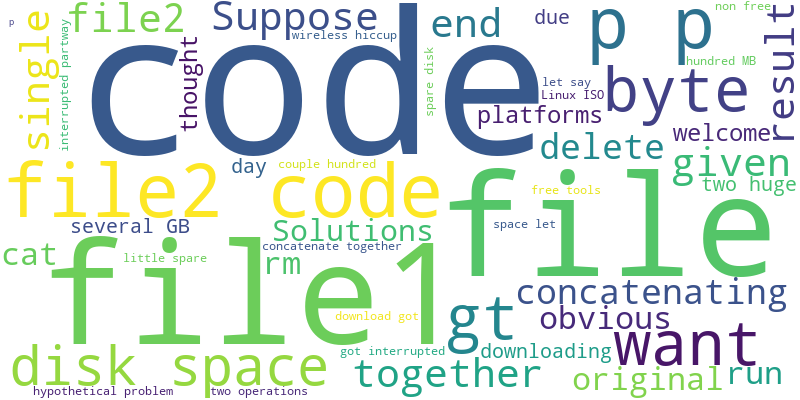 p
single
interrupted partway
file2
thought
Suppose
wireless hiccup
code
spare disk
end
due
p p
non free
hundred MB
result
let say
Linux ISO
byte
platforms
welcome
delete
given
file2
day
couple hundred
code
file
free tools
two huge
several GB
Solutions
space let
cat
file1
little spare
concatenate together
rm
download got
gt
concatenating
obvious
want
disk space
got interrupted
downloading
together
original
run
hypothetical problem
two operations